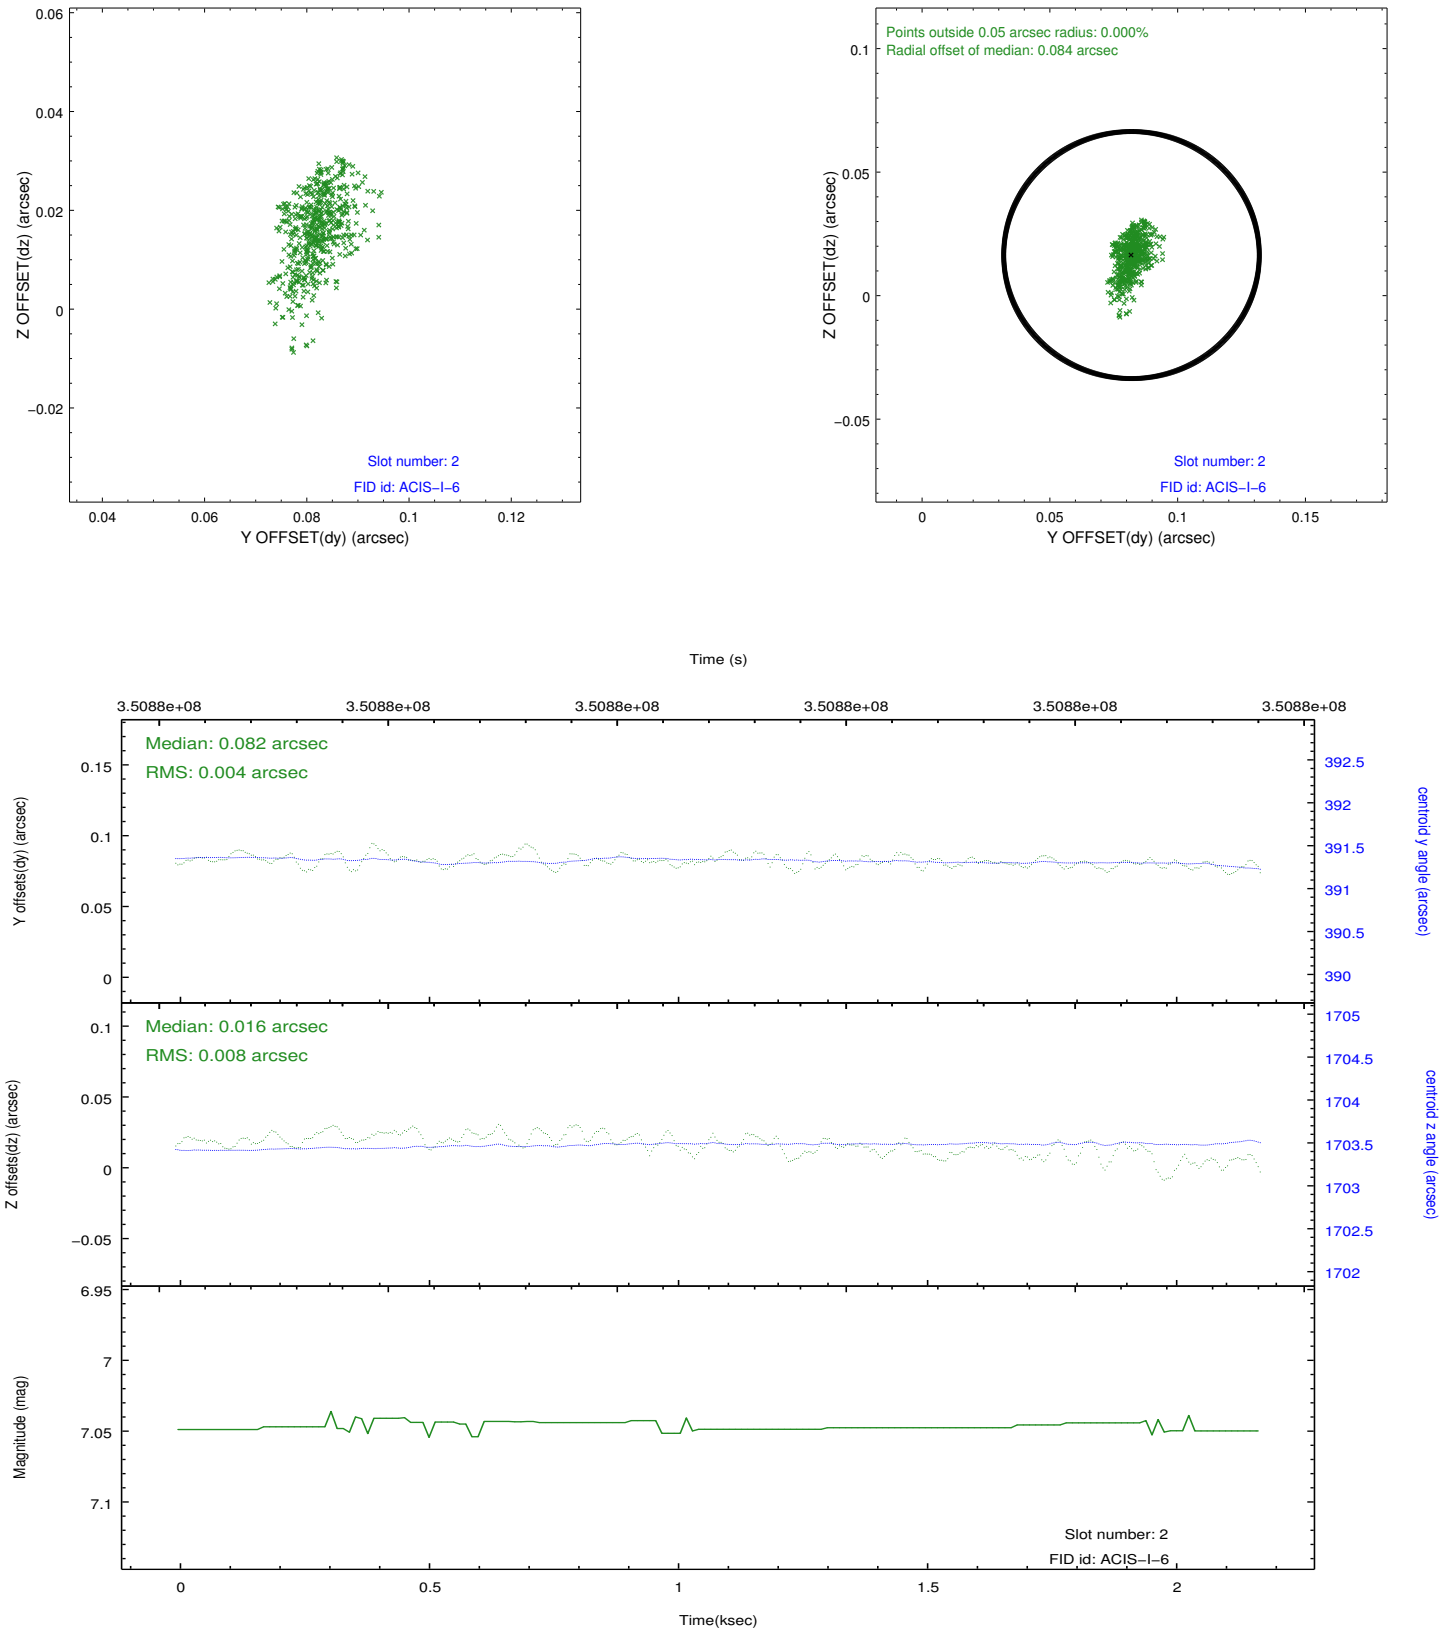 0.06
0.04
0.02
0
−0.02
Z OFFSET(dz) (arcsec)
Slot number: 2
FID id: ACIS−I−6
0.04
0.06
0.08
0.1
0.12
Y OFFSET(dy) (arcsec)
Points outside 0.05 arcsec radius: 0.000%
Radial offset of median: 0.084 arcsec
0.1
0.05
0
−0.05
Z OFFSET(dz) (arcsec)
Slot number: 2
FID id: ACIS−I−6
0
0.05
0.1
0.15
Y OFFSET(dy) (arcsec)
Time (s)
3.5088e+08
3.5088e+08
3.5088e+08
3.5088e+08
3.5088e+08
3.5088e+08
Median: 0.082 arcsec
RMS: 0.004 arcsec
0.15
0.1
0.05
0
Y offsets(dy) (arcsec)
392.5
392
391.5
391
390.5
390
centroid y angle (arcsec)
Median: 0.016 arcsec
RMS: 0.008 arcsec
0.1
0.05
0
−0.05
Z offsets(dz) (arcsec)
1705
1704.5
1704
1703.5
1703
1702.5
1702
centroid z angle (arcsec)
6.95
7
7.05
7.1
Magnitude (mag)
Slot number: 2
FID id: ACIS−I−6
0
0.5
1
1.5
2
Time(ksec)